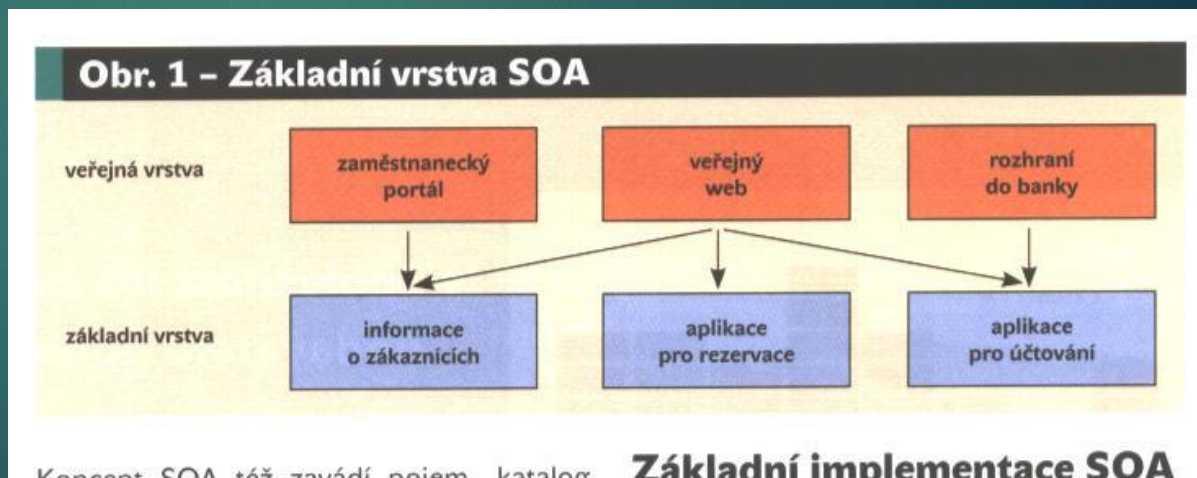 Obr. 1 – Základní vrstva SOA
veřejná vrstva
zaměstnanecký
portál
veřejný
web
rozhraní
do banky
základní vrstva
informace
o zákaznících
aplikace
pro rezervace
aplikace
pro účtování
Koncept SOA též zavádí pojem katalog
Základní implementace SOA